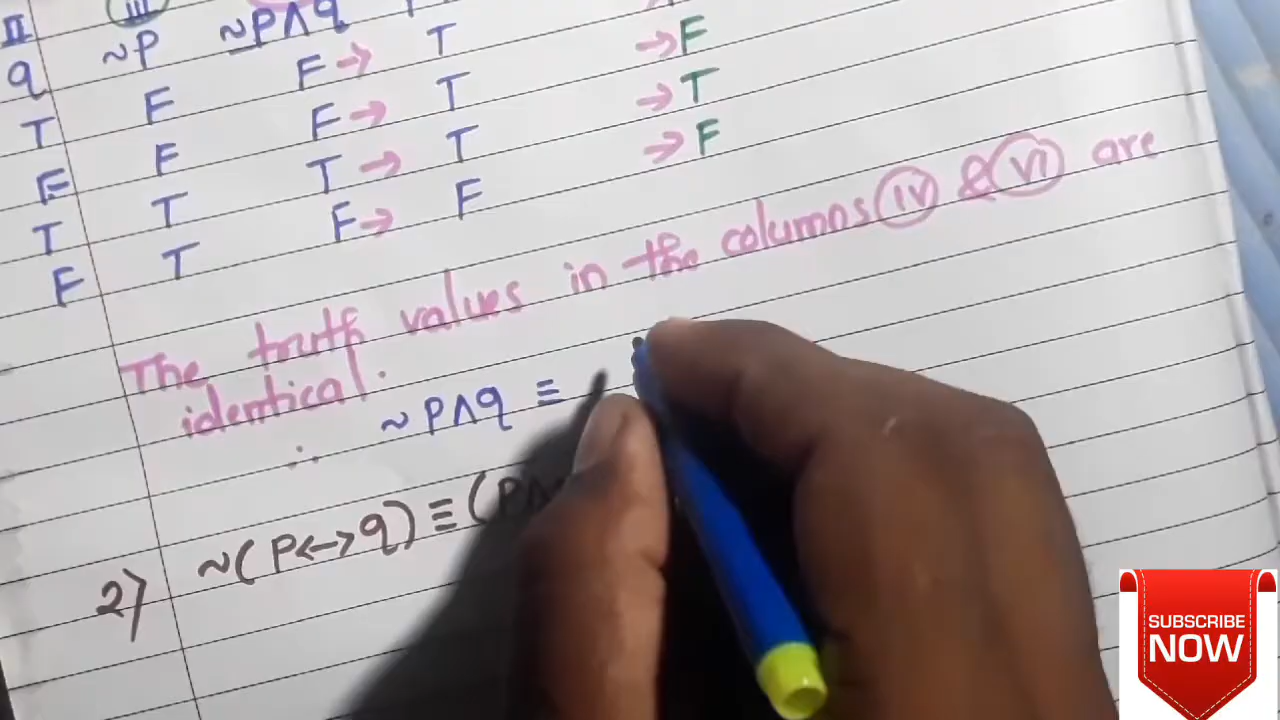 II III
q ~P ~P∧q
T F F → T → F
F F F → T → T
T T T → T → F
F T F → F
The truth values in the columns IV & VI are
identical.
∴ ~P∧q ≡
2) ~(P↔q) ≡ (P∧
SUBSCRIBE
NOW